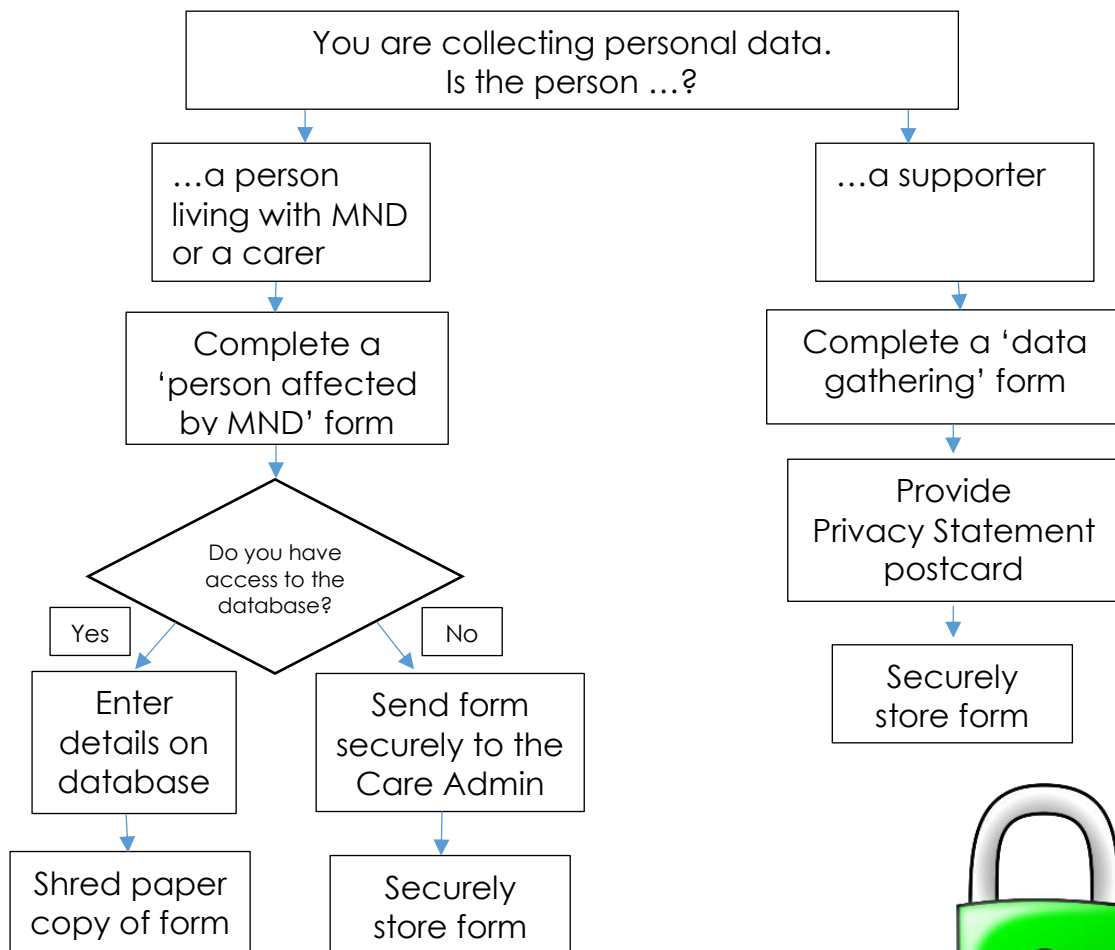 You are collecting personal data.
Is the person …?
…a person
living with MND
or a carer
…a supporter
Complete a
‘person affected
by MND’ form
Complete a ‘data
gathering’ form
Provide
Privacy Statement
postcard
Do you have
access to the
database?
Yes
No
Enter
details on
database
Send form
securely to the
Care Admin
Securely
store form
Shred paper
copy of form
Securely
store form